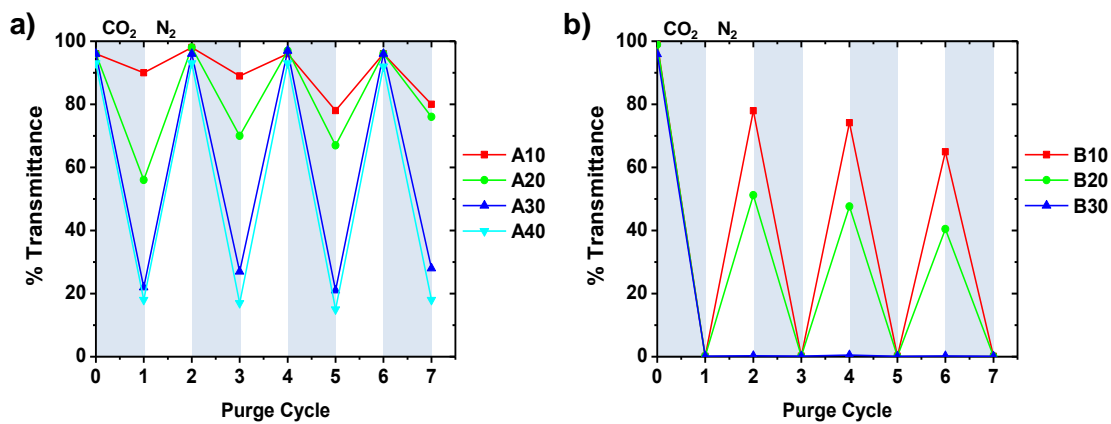 a)
CO₂ N₂
100
80
60
40
20
0
0 1 2 3 4 5 6 7
% Transmittance
Purge Cycle
A10
A20
A30
A40
b)
CO₂ N₂
100
80
60
40
20
0
0 1 2 3 4 5 6 7
% Transmittance
Purge Cycle
B10
B20
B30